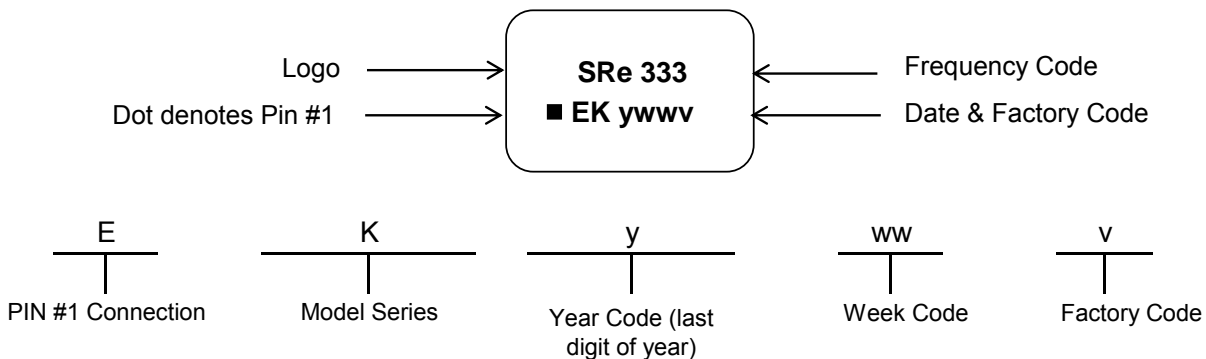 Logo
SRe 333
Frequency Code
Dot denotes Pin #1
■ EK ywwv
Date & Factory Code
E
K
y
ww
v
PIN #1 Connection
Model Series
Year Code (last
digit of year)
Week Code
Factory Code